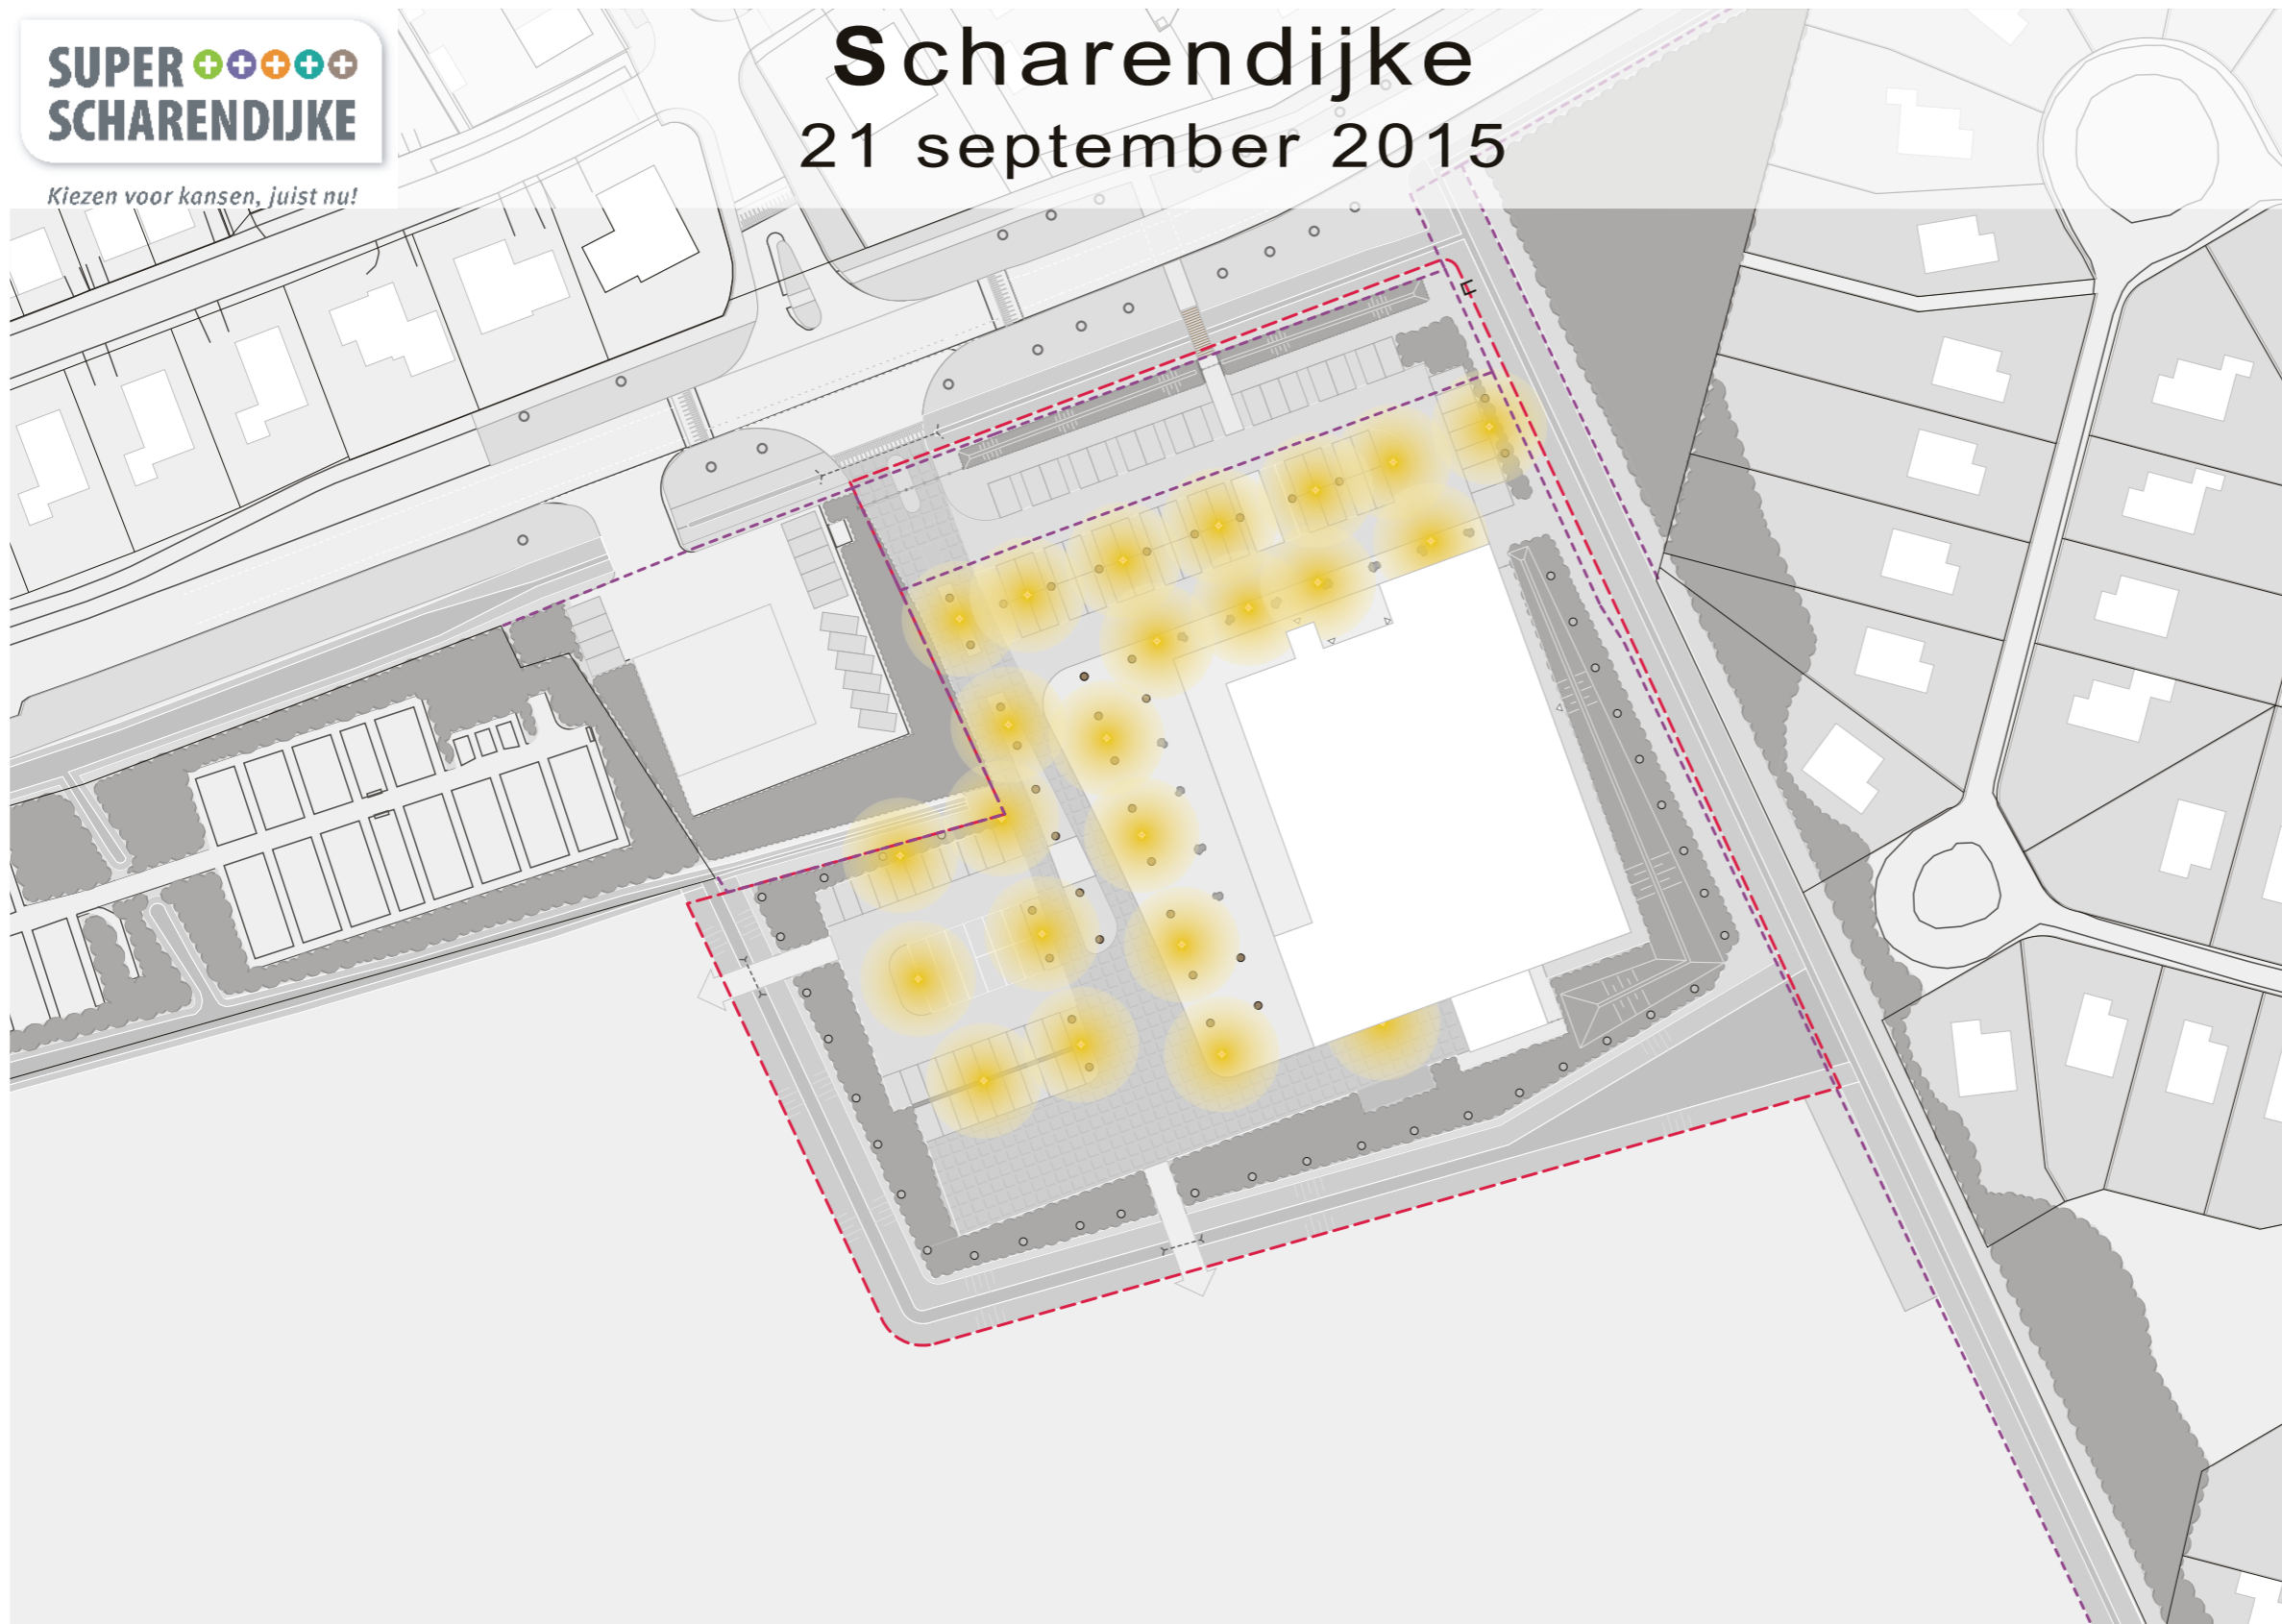 SUPER
SCHARENDIJKE
Kiezen voor kansen, juist nu!
Scharendijke
21 september 2015